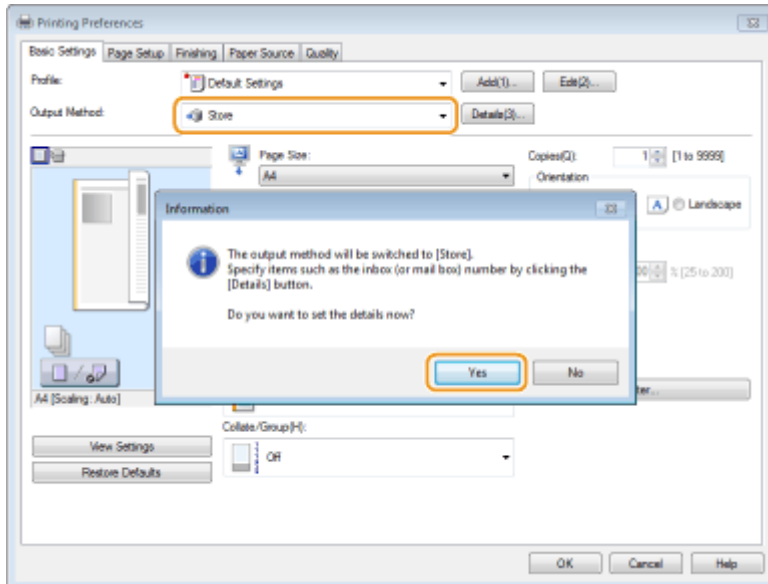 Printing Preferences
Basic Settings Page Setup Finishing Paper Source Quality
Profile: Default Settings Add(1)... Edit(2)...
Output Method: Store Details(3)...
Page Size: Copies(Q): 1 [1 to 9999]
A4 Orientation
A Landscape
Information
The output method will be switched to [Store].
Specify items such as the inbox (or mail box) number by clicking the
[Details] button.
% [25 to 200]
Do you want to set the details now?
Yes No
A4 [Scaling: Auto]
Collate/Group(H):
View Settings Off
Restore Defaults
OK Cancel Help